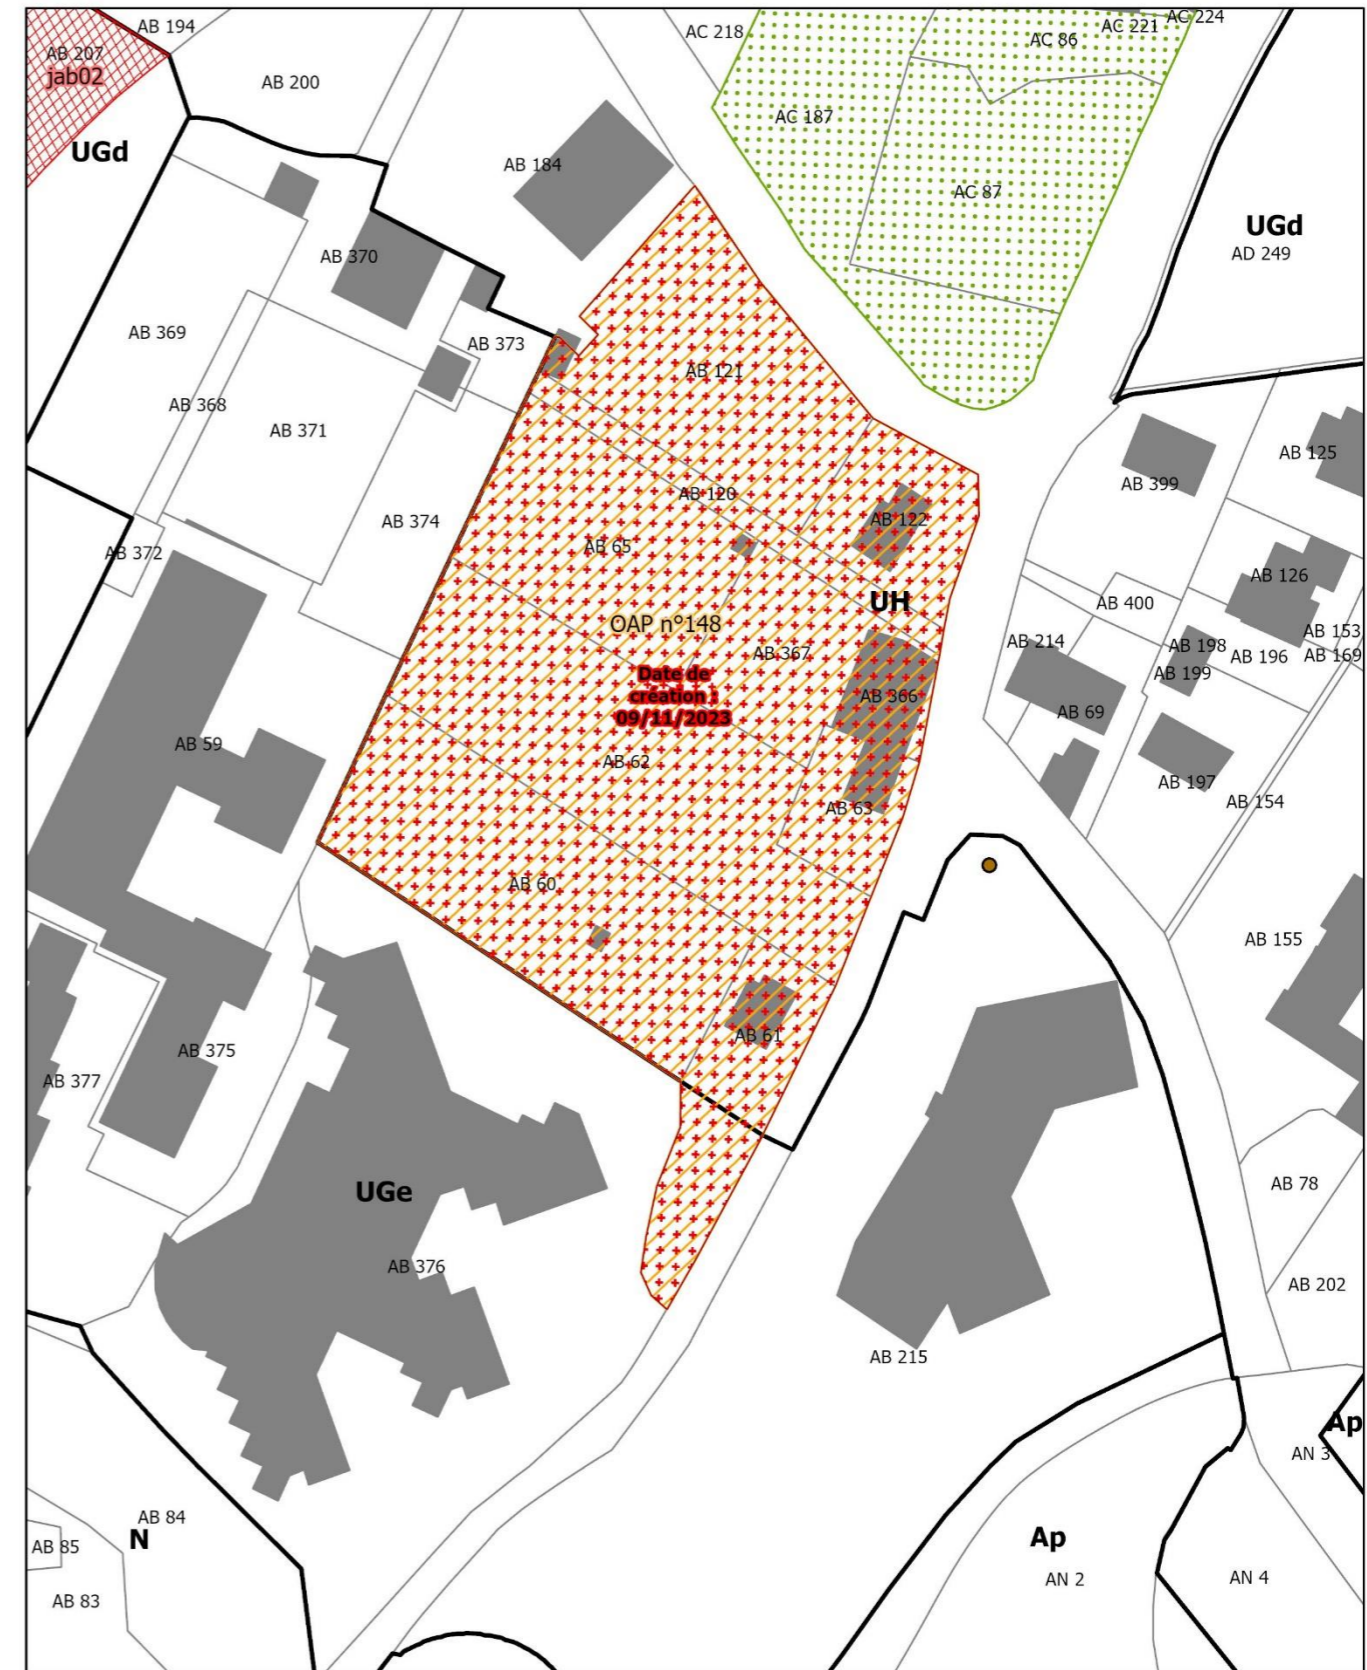 AB 194
AC 224
AC 218
AC 221
AC 86
AB 207
jab02
AB 200
AC 187
UGd
AB 184
AC 87
UGd
AD 249
AB 370
AB 369
AB 373
AB 121
AB 368
AB 371
AB 125
AB 399
AB 120
AB 374
AB 122
AB 65
AB 372
AB 126
UH
AB 400
OAP n°148
AB 153
AB 214
AB 198
AB 367
AB 196
AB 169
AB 199
Date de
création :
09/11/2023
AB 366
AB 69
AB 59
AB 62
AB 197
AB 154
AB 63
AB 60
AB 155
AB 61
AB 375
AB 377
UGe
AB 78
AB 376
AB 202
AB 215
Ap
AN 3
AB 84
N
AB 85
Ap
AN 2
AN 4
AB 83